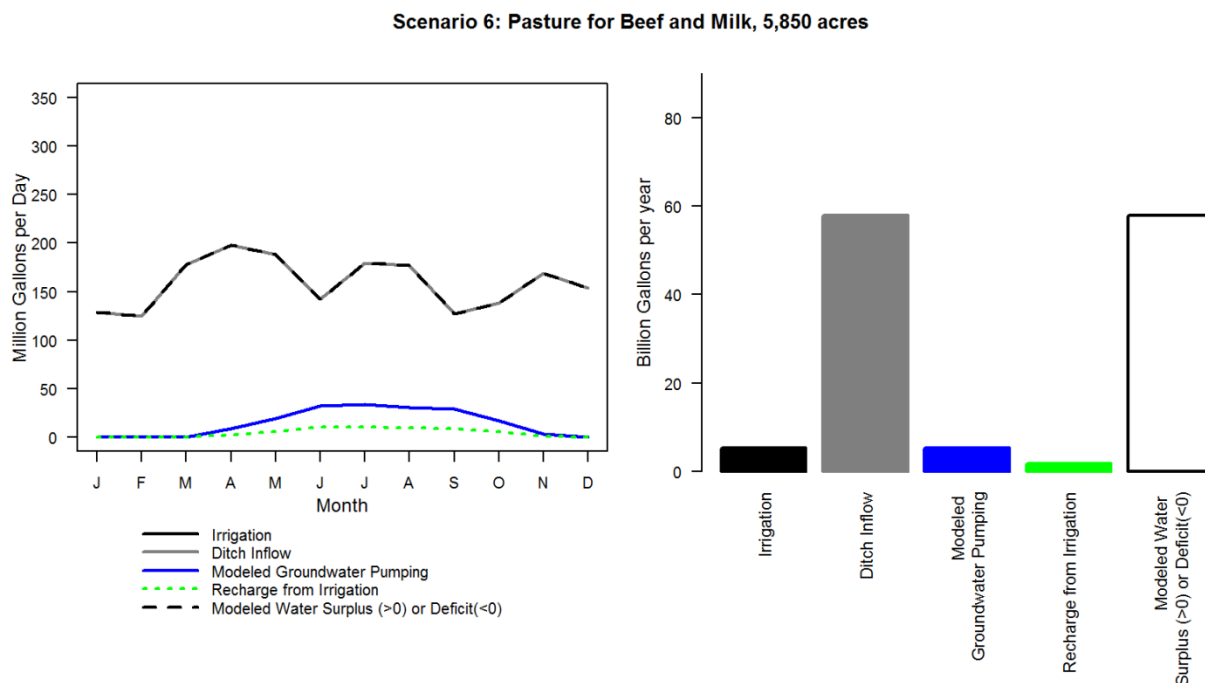 Scenario 6: Pasture for Beef and Milk, 5,850 acres
Million Gallons per Day
350
300
250
200
150
100
50
0
J F M A M J J A S O N D
Month
Irrigation
Ditch Inflow
Modeled Groundwater Pumping
Recharge from Irrigation
Modeled Water Surplus (>0) or Deficit(<0)
Billion Gallons per year
80
60
40
20
0
Irrigation
Ditch Inflow
Modeled
Groundwater Pumping
Recharge from Irrigation
Modeled Water
Surplus (>0) or Deficit(<0)